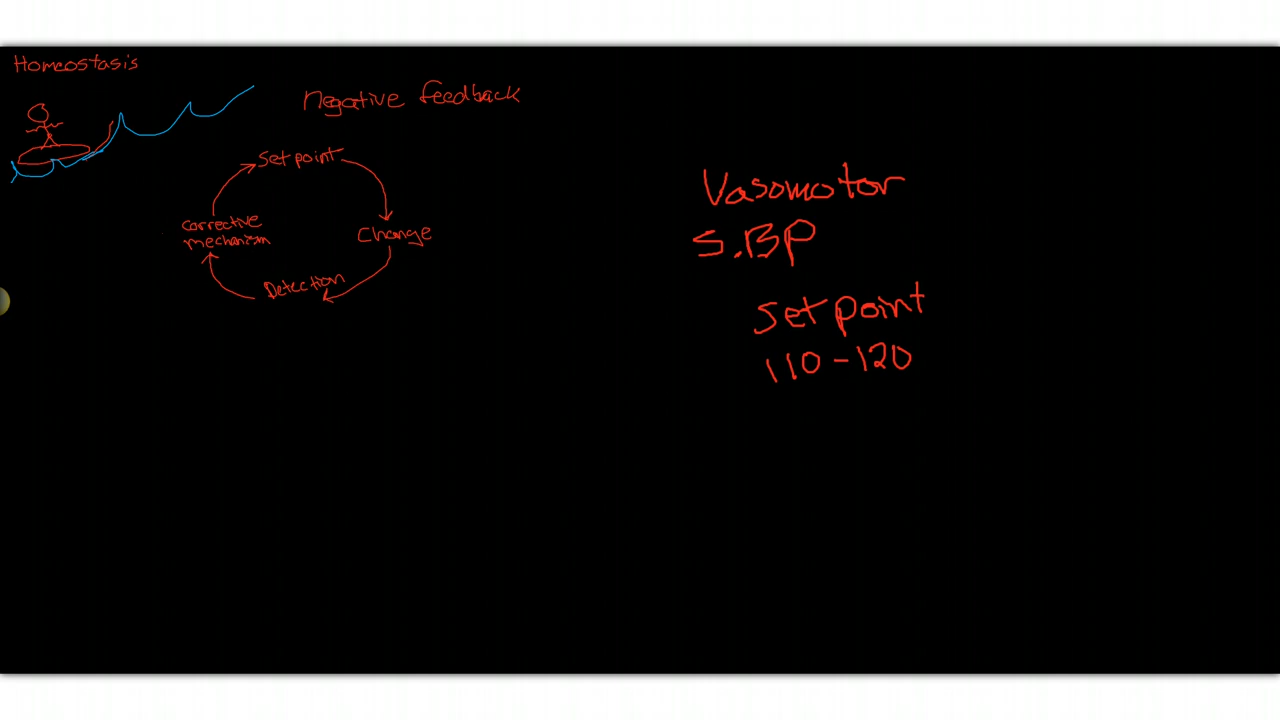 Homeostasis
negative feedback
Set point
Change
Detection
Corrective
mechanism
Vasomotor
S.BP
Set point
110-120